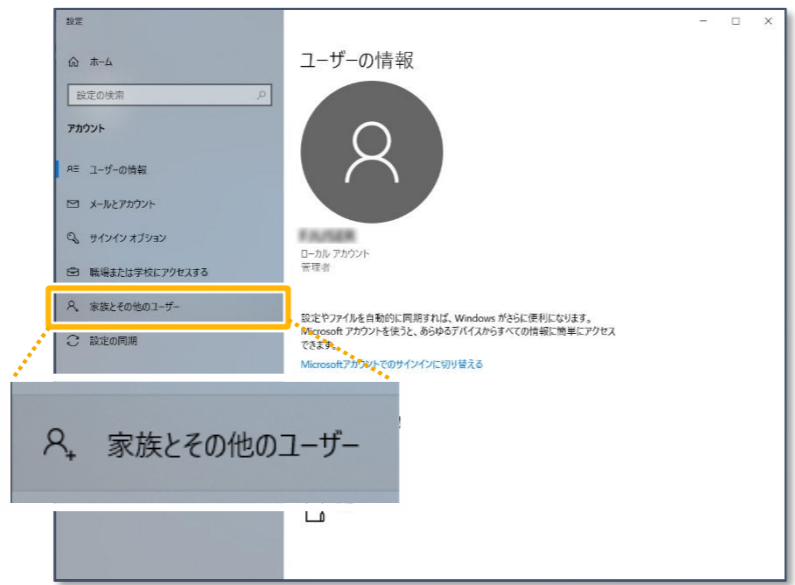 設定
ホーム
設定の検索
アカウント
ユーザーの情報
メールとアカウント
サインイン オプション
職場または学校にアクセスする
家族とその他のユーザー
設定の同期
家族とその他のユーザー
ユーザーの情報
ローカル アカウント
管理者
設定やファイルを自動的に同期すれば、Windows がさらに便利になります。
Microsoft アカウントを使うと、あらゆるデバイスからすべての情報に簡単にアクセス
できます。
Microsoftアカウントでのサインインに切り替える